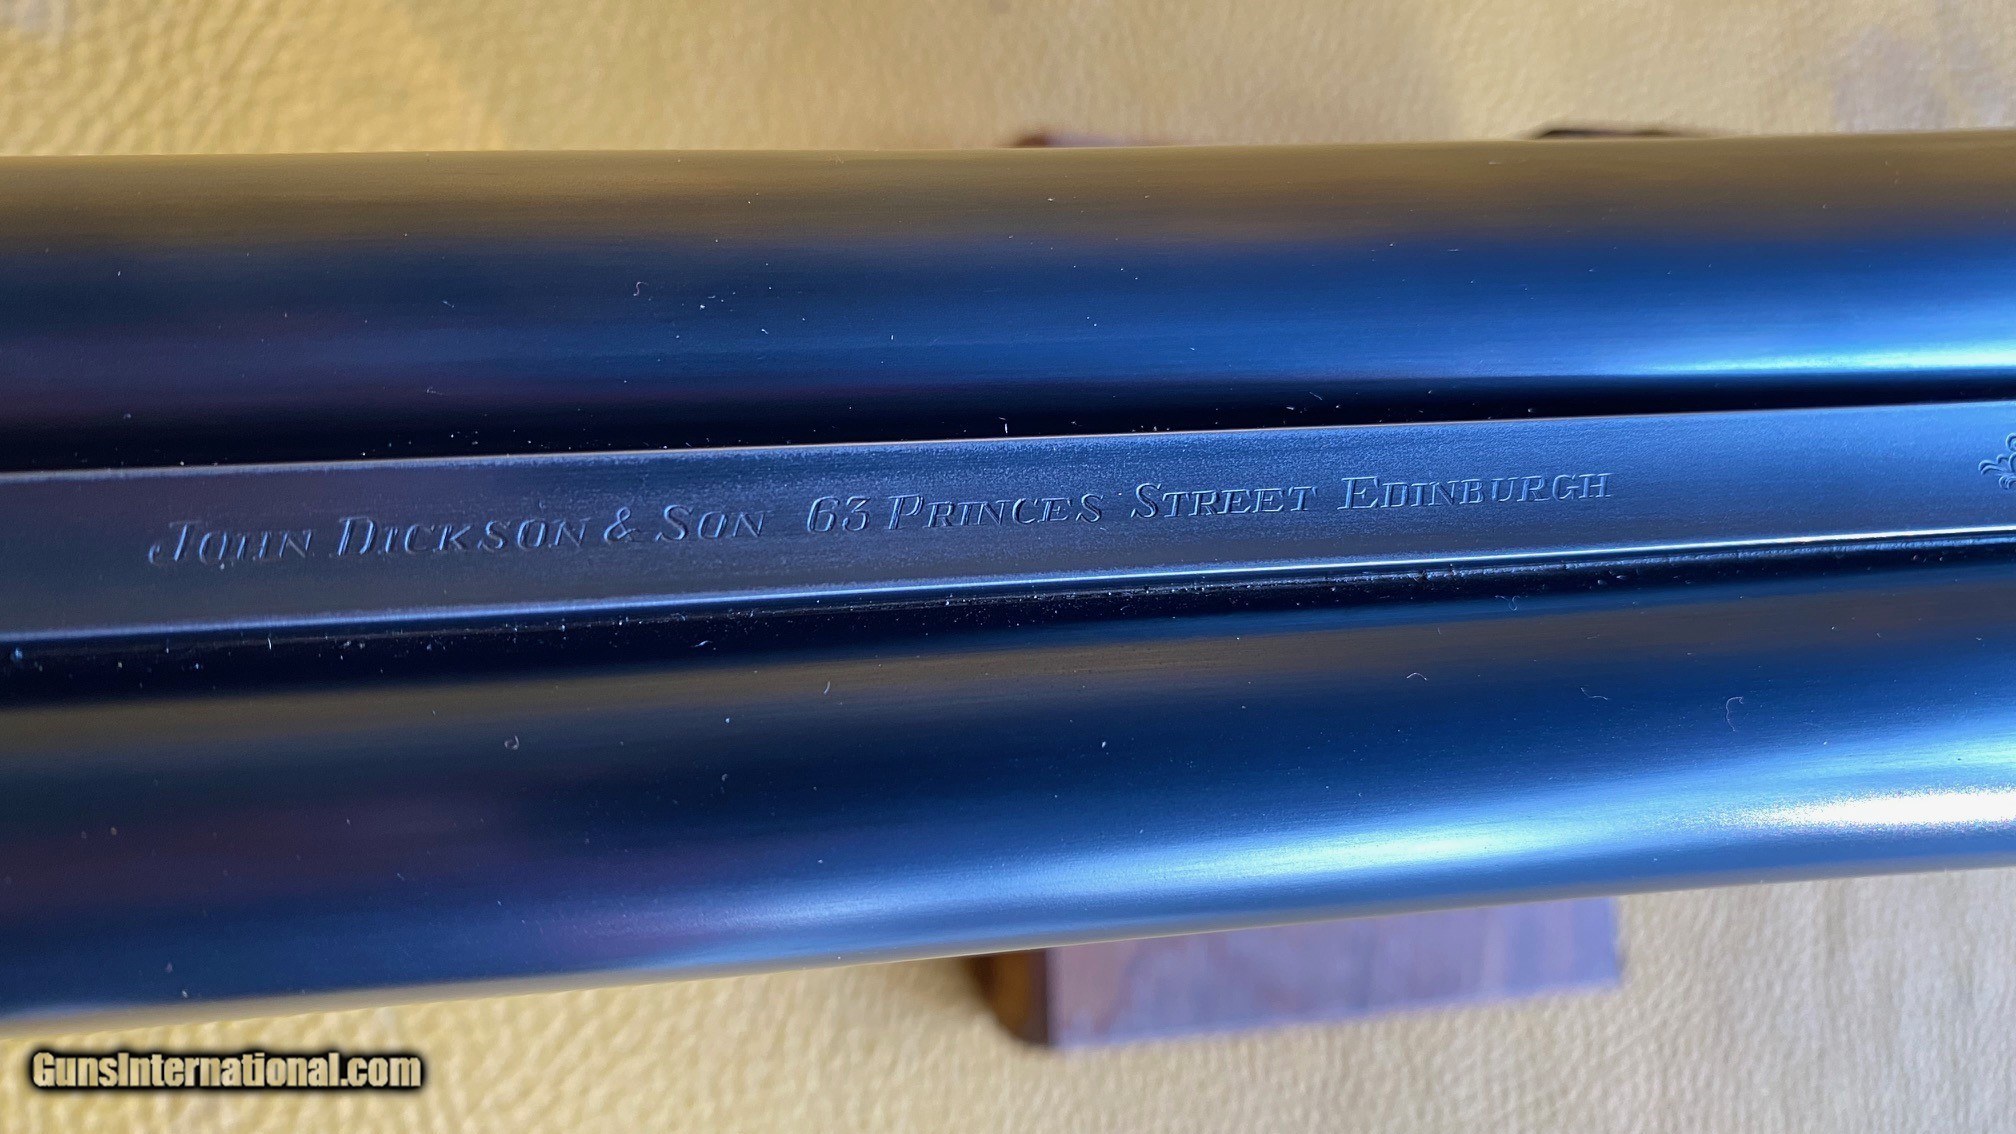 John Dickson & Son 63 Princes Street Edinburgh
GunsInternational.com